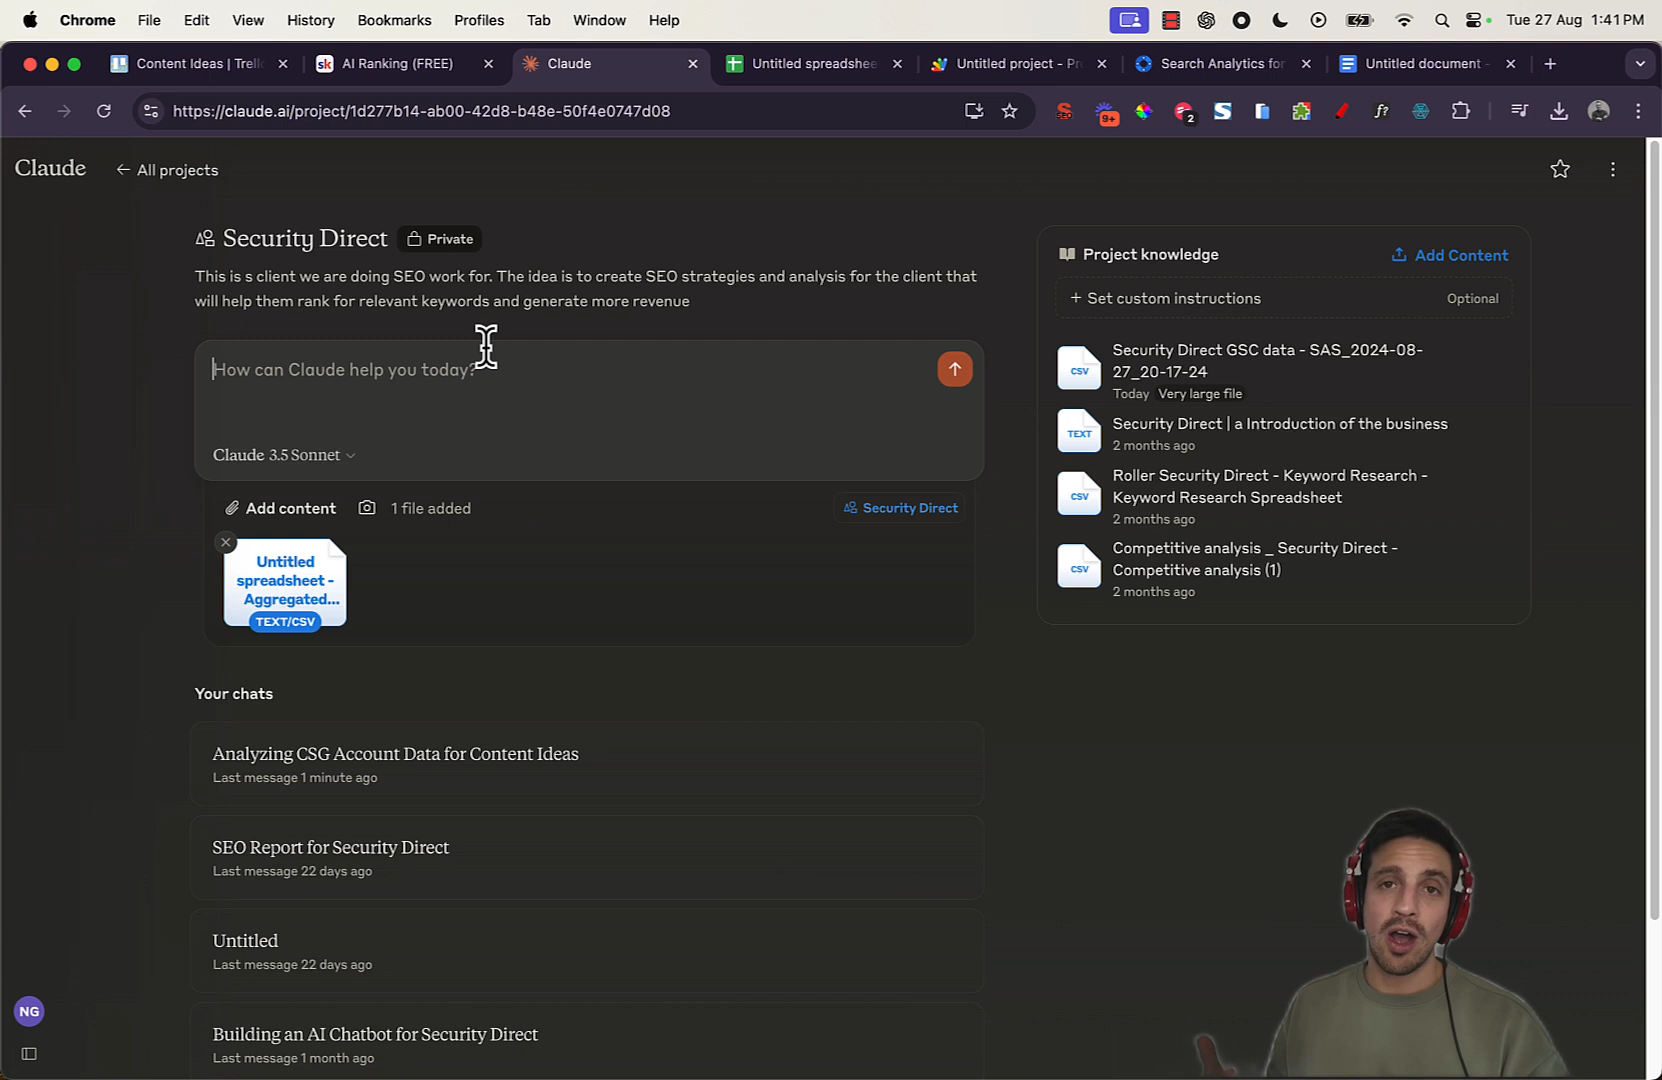 Chrome File Edit View History Bookmarks Profiles Tab Window Help
Tue 27 Aug 1:41 PM
Content Ideas | Trell
AI Ranking (FREE)
Claude
Untitled spreadshee
Untitled project - Pr
Search Analytics for
Untitled document -
https://claude.ai/project/1d277b14-ab00-42d8-b48e-50f4e0747d08
9+
2
f?
Claude
← All projects
Security Direct
Private
This is s client we are doing SEO work for. The idea is to create SEO strategies and analysis for the client that
will help them rank for relevant keywords and generate more revenue
How can Claude help you today?
Claude 3.5 Sonnet
Add content
1 file added
Security Direct
Untitled
spreadsheet -
Aggregated...
TEXT/CSV
Your chats
Analyzing CSG Account Data for Content Ideas
Last message 1 minute ago
SEO Report for Security Direct
Last message 22 days ago
Untitled
Last message 22 days ago
Building an AI Chatbot for Security Direct
Last message 1 month ago
NG
Project knowledge
Add Content
+ Set custom instructions
Optional
CSV
Security Direct GSC data - SAS_2024-08-
27_20-17-24
Today Very large file
TEXT
Security Direct | a Introduction of the business
2 months ago
CSV
Roller Security Direct - Keyword Research -
Keyword Research Spreadsheet
2 months ago
CSV
Competitive analysis _ Security Direct -
Competitive analysis (1)
2 months ago